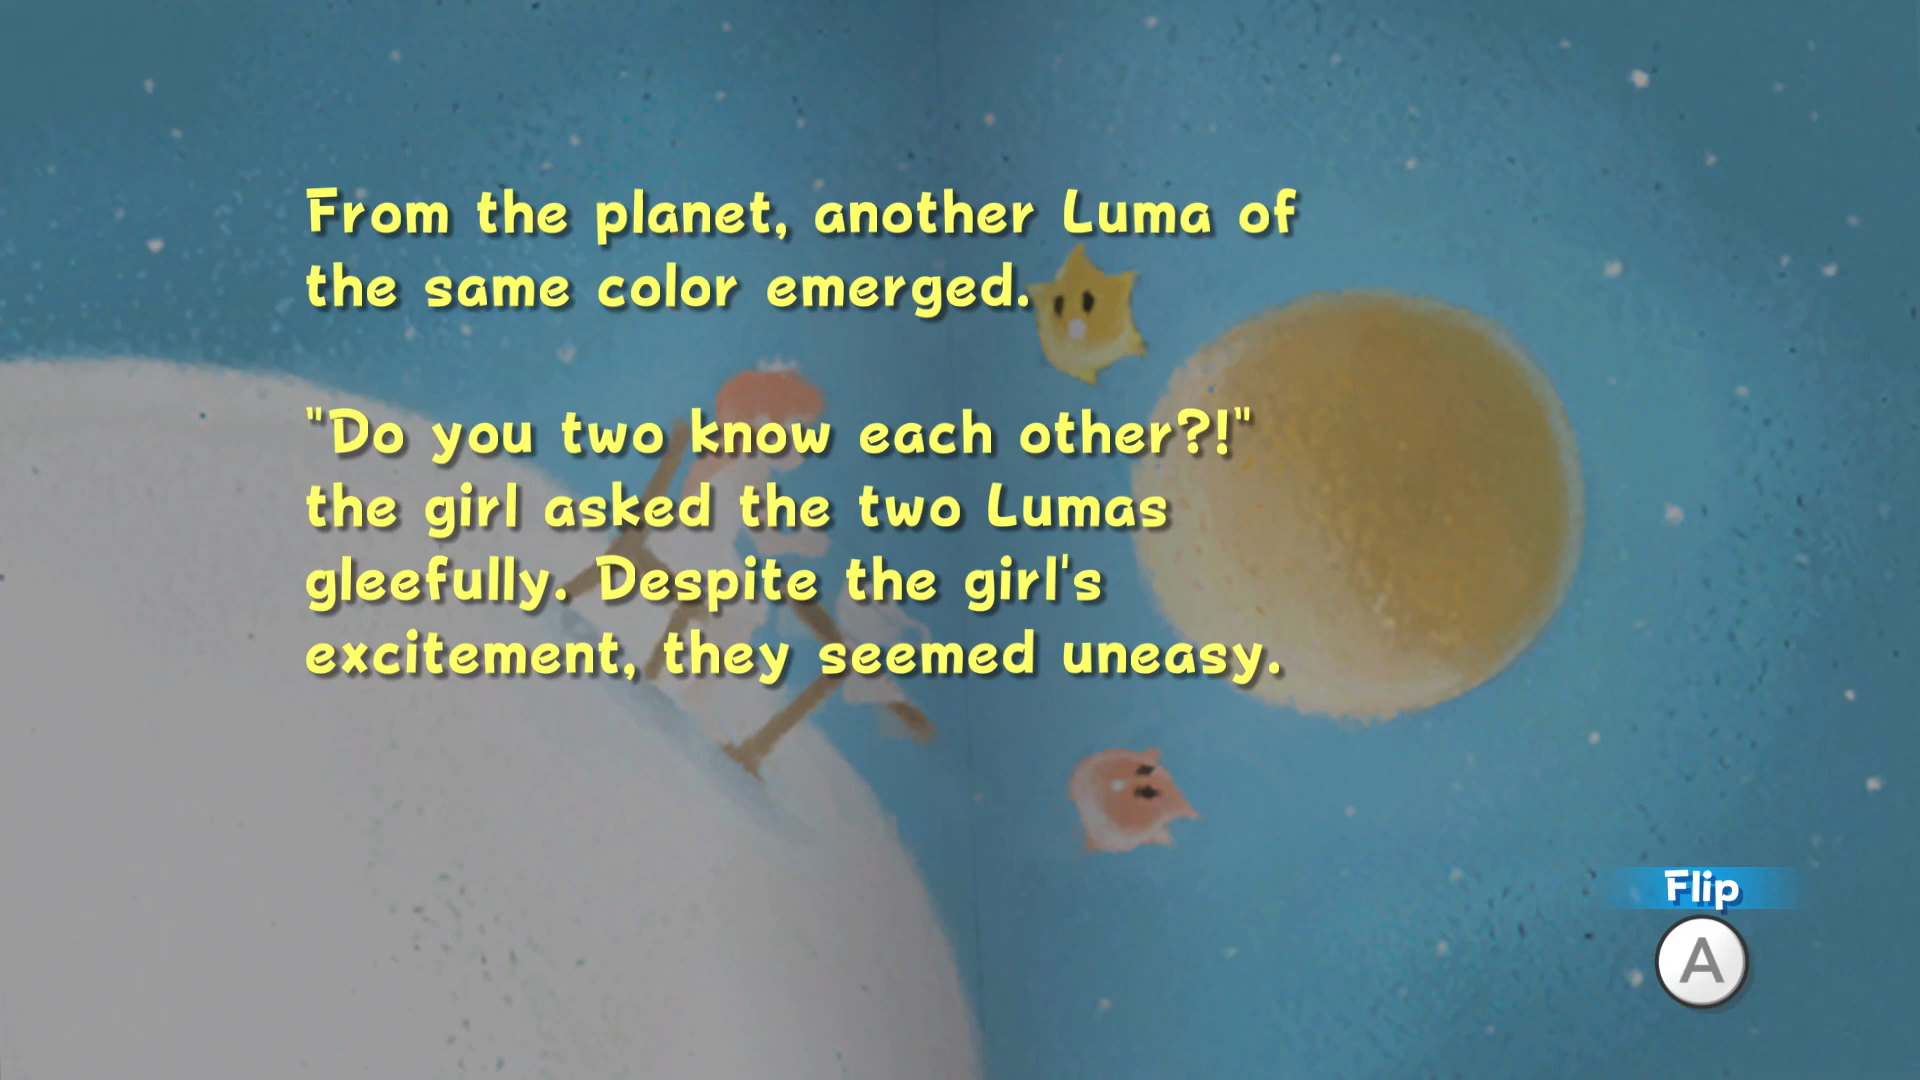 From the planet, another Luma of
the same color emerged.
"Do you two know each other?!"
the girl asked the two Lumas
gleefully. Despite the girl's
excitement, they seemed uneasy.
Flip
A